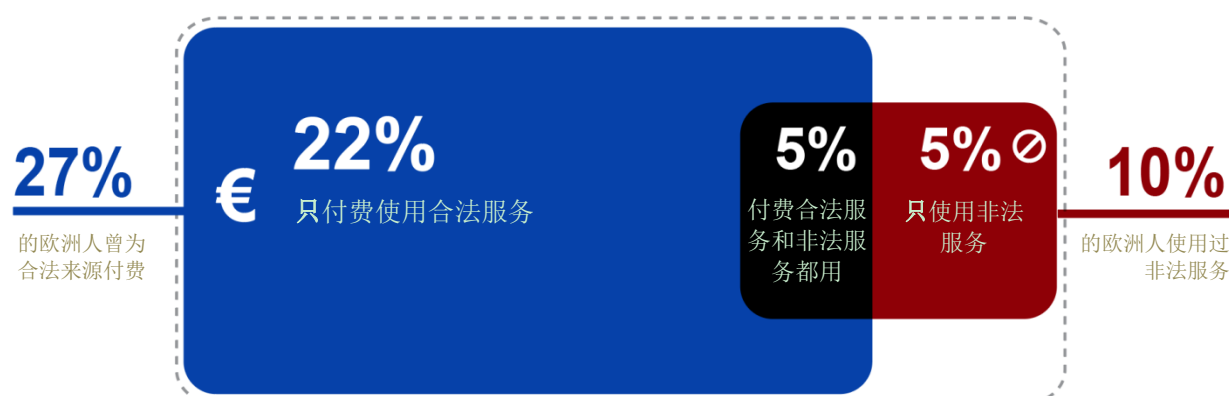 27%
的欧洲人曾为
合法来源付费
€
22%
只付费使用合法服务
5%
付费合法服
务和非法服
务都用
5%
只使用非法
服务
10%
的欧洲人使用过
非法服务